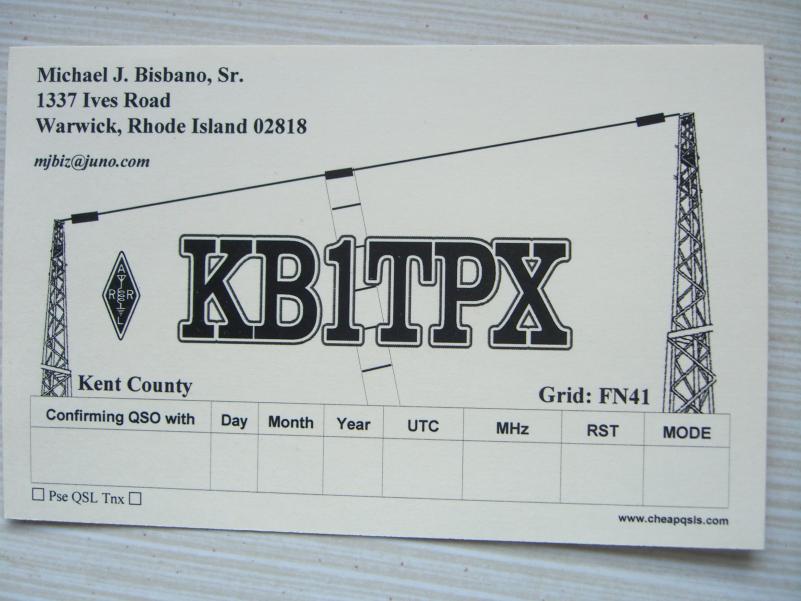 Michael J. Bisbano, Sr.
1337 Ives Road
Warwick, Rhode Island 02818
mjbiz@juno.com
KB1TPX
A
R R
L
Kent County
Grid: FN41
Confirming QSO with Day Month Year UTC MHz RST MODE
☐ Pse QSL Tnx ☐
www.cheapqsls.com